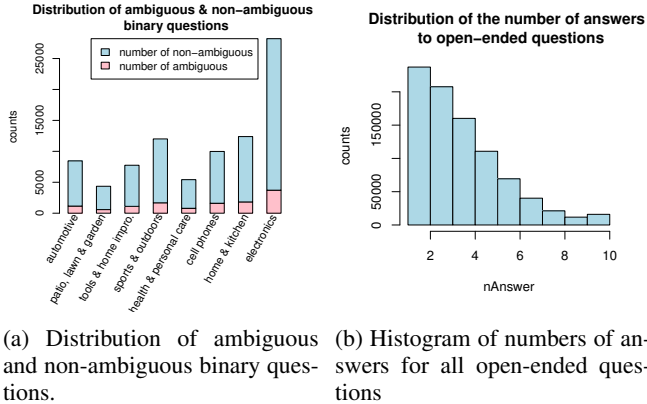 Distribution of ambiguous & non−ambiguous
binary questions
number of non−ambiguous
number of ambiguous
counts
25000
15000
5000
0
automotive
patio, lawn & garden
tools & home impro.
sports & outdoors
health & personal care
cell phones
home & kitchen
electronics
(a) Distribution of ambiguous
and non-ambiguous binary ques-
tions.
Distribution of the number of answers
to open−ended questions
counts
150000
50000
0
2 4 6 8 10
nAnswer
(b) Histogram of numbers of an-
swers for all open-ended ques-
tions